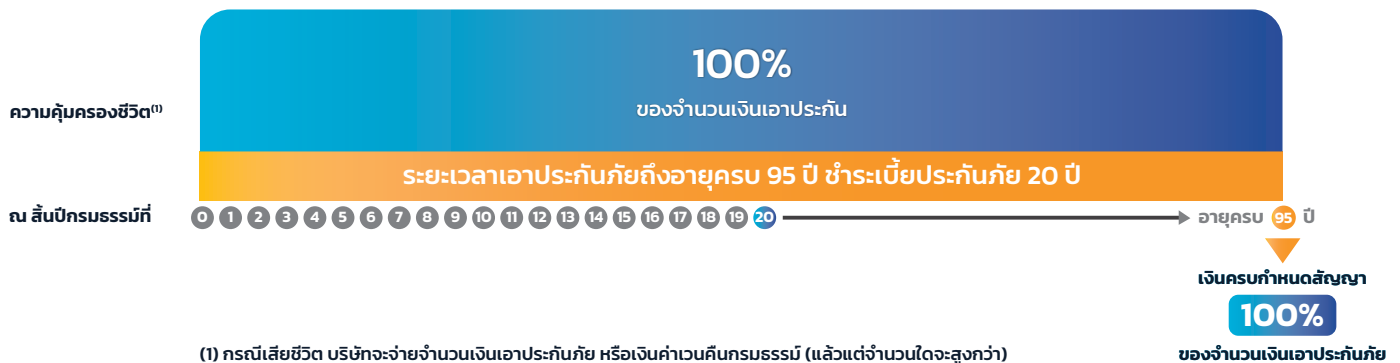 100%
ความคุ้มครองชีวิต(1)
ของจำนวนเงินเอาประกัน
ระยะเวลาเอาประกันภัยถึงอายุครบ 95 ปี ชำระเบี้ยประกันภัย 20 ปี
ณ สิ้นปีกรมธรรม์ที่ 0 1 2 3 4 5 6 7 8 9 10 11 12 13 14 15 16 17 18 19 20 อายุครบ 95 ปี
เงินครบกำหนดสัญญา
100%
(1) กรณีเสียชีวิต บริษัทจะจ่ายจำนวนเงินเอาประกันภัย หรือเงินค่าเวนคืนกรมธรรม์ (แล้วแต่จำนวนใดจะสูงกว่า)
ของจำนวนเงินเอาประกันภัย